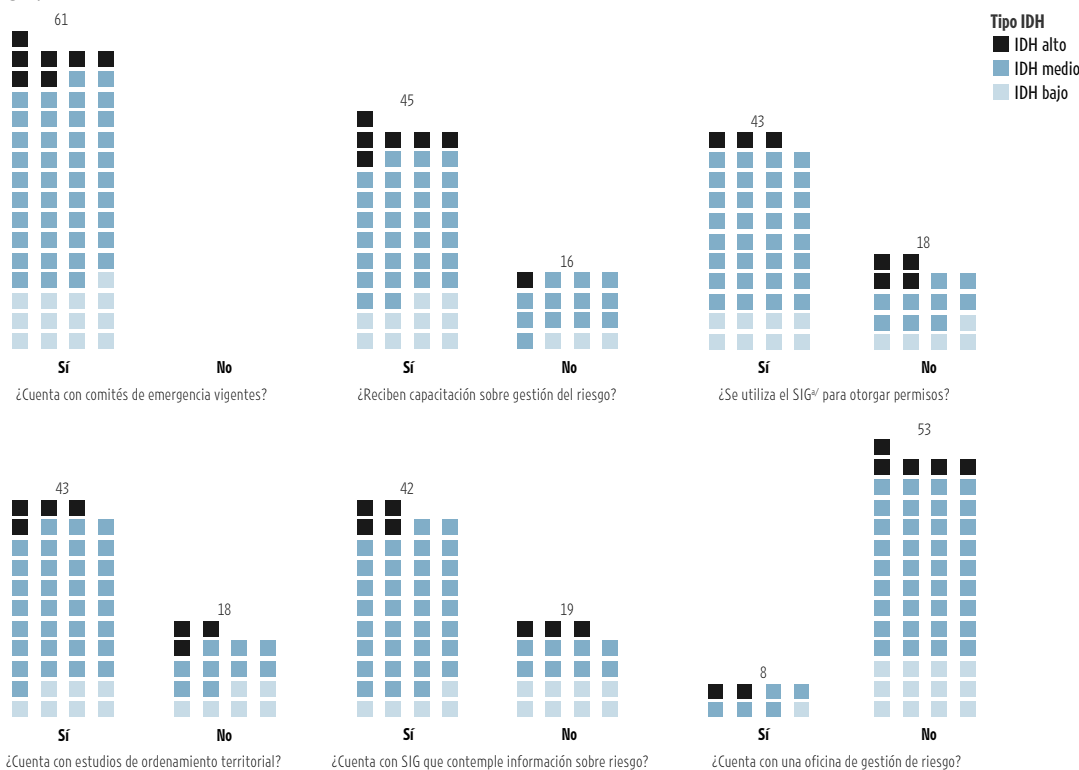 61
Tipo IDH
IDH alto
IDH medio
IDH bajo
45
43
16
18
Sí
No
Sí
No
Sí
No
¿Cuenta con comités de emergencia vigentes?
¿Reciben capacitación sobre gestión del riesgo?
¿Se utiliza el SIGa/ para otorgar permisos?
53
43
42
18
19
8
Sí
No
Sí
No
Sí
No
¿Cuenta con estudios de ordenamiento territorial?
¿Cuenta con SIG que contemple información sobre riesgo?
¿Cuenta con una oficina de gestión de riesgo?